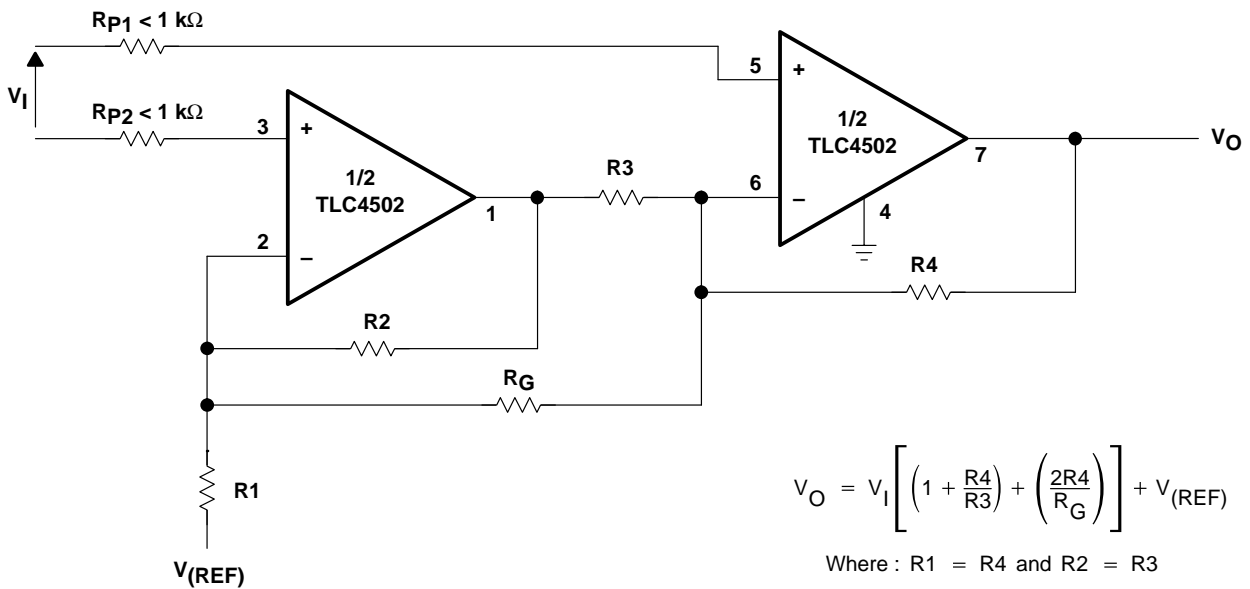 RP1 < 1 kΩ
VI
RP2 < 1 kΩ
3
+
1/2
TLC4502
1
2
–
R3
5
+
1/2
TLC4502
7
6
–
4
VO
R4
R2
RG
R1
V(REF)
VO = VI[(1 + R4/R3) + (2R4/RG)] + V(REF)
Where : R1 = R4 and R2 = R3